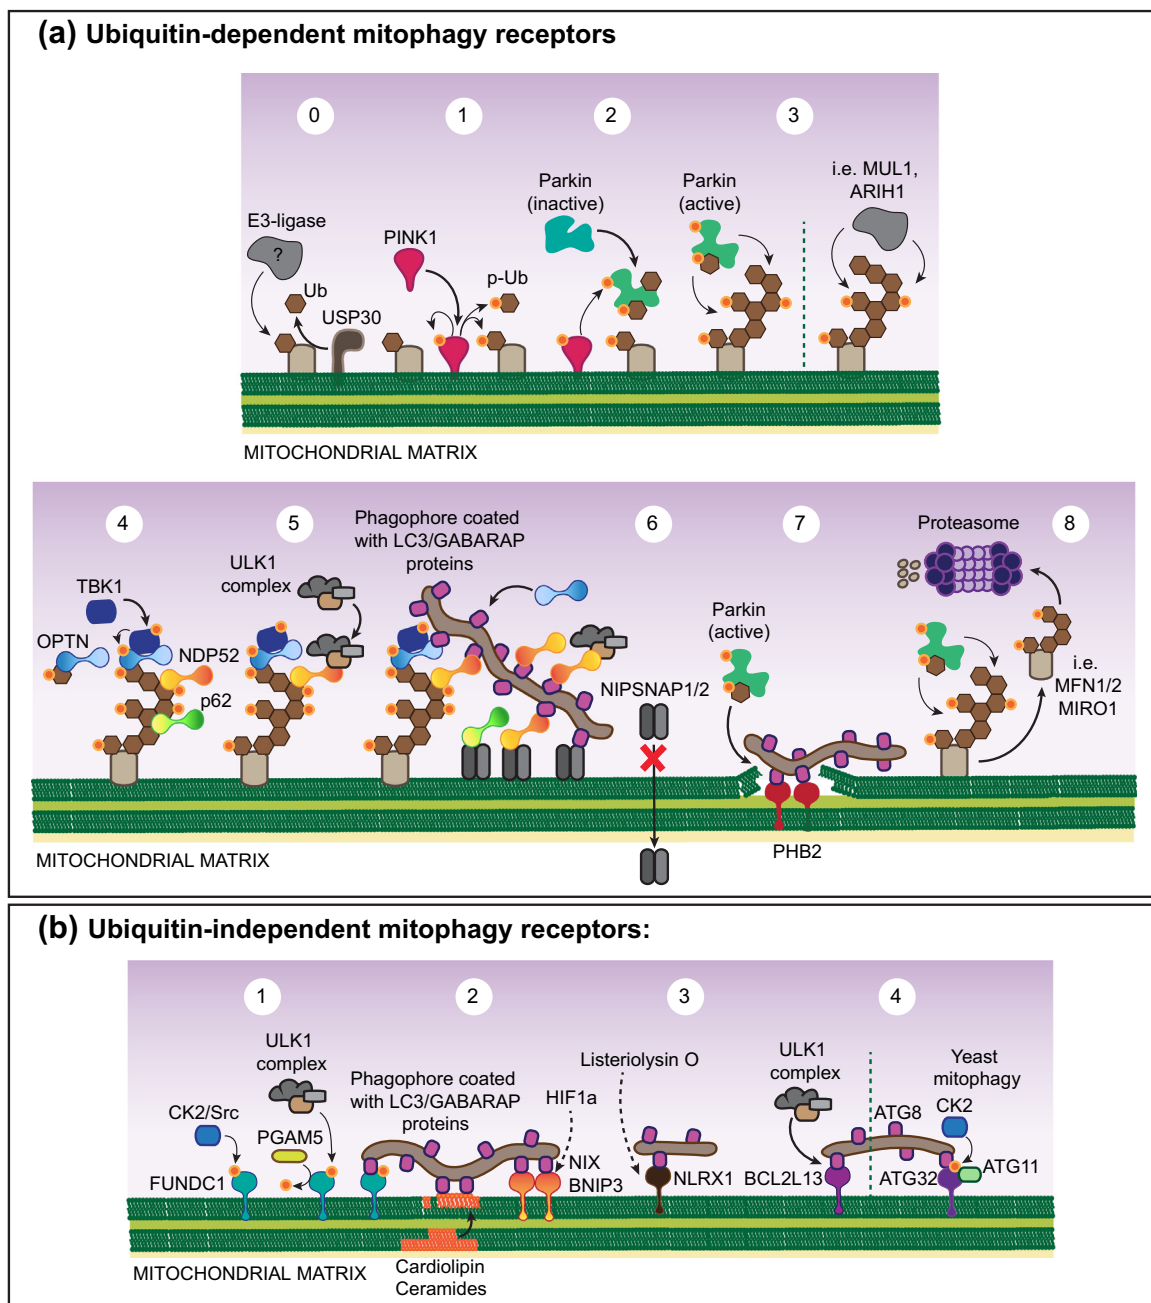 (a) Ubiquitin-dependent mitophagy receptors
0
1
2
3
E3-ligase
?
Ub
USP30
PINK1
p-Ub
Parkin
(inactive)
Parkin
(active)
i.e. MUL1,
ARIH1
MITOCHONDRIAL MATRIX
4
5
6
7
8
TBK1
OPTN
NDP52
p62
ULK1
complex
Phagophore coated
with LC3/GABARAP
proteins
NIPSNAP1/2
Parkin
(active)
PHB2
Proteasome
i.e.
MFN1/2
MIRO1
MITOCHONDRIAL MATRIX
(b) Ubiquitin-independent mitophagy receptors:
1
2
3
4
CK2/Src
FUNDC1
ULK1
complex
PGAM5
Phagophore coated
with LC3/GABARAP
proteins
HIF1a
NIX
BNIP3
Cardiolipin
Ceramides
Listeriolysin O
NLRX1
ULK1
complex
BCL2L13
Yeast
mitophagy
ATG8
CK2
ATG32
ATG11
MITOCHONDRIAL MATRIX